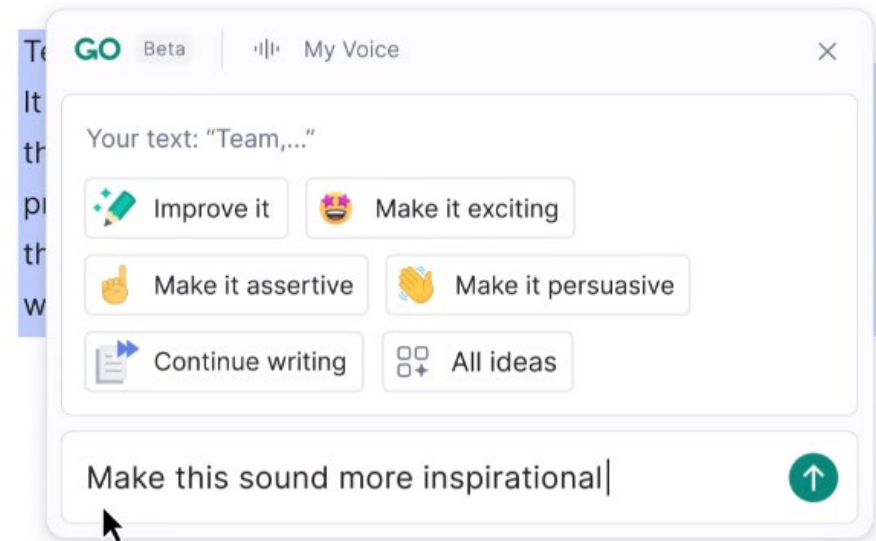 GO Beta My Voice
Your text: “Team,...”
Improve it Make it exciting
Make it assertive Make it persuasive
Continue writing All ideas
Make this sound more inspirational
It